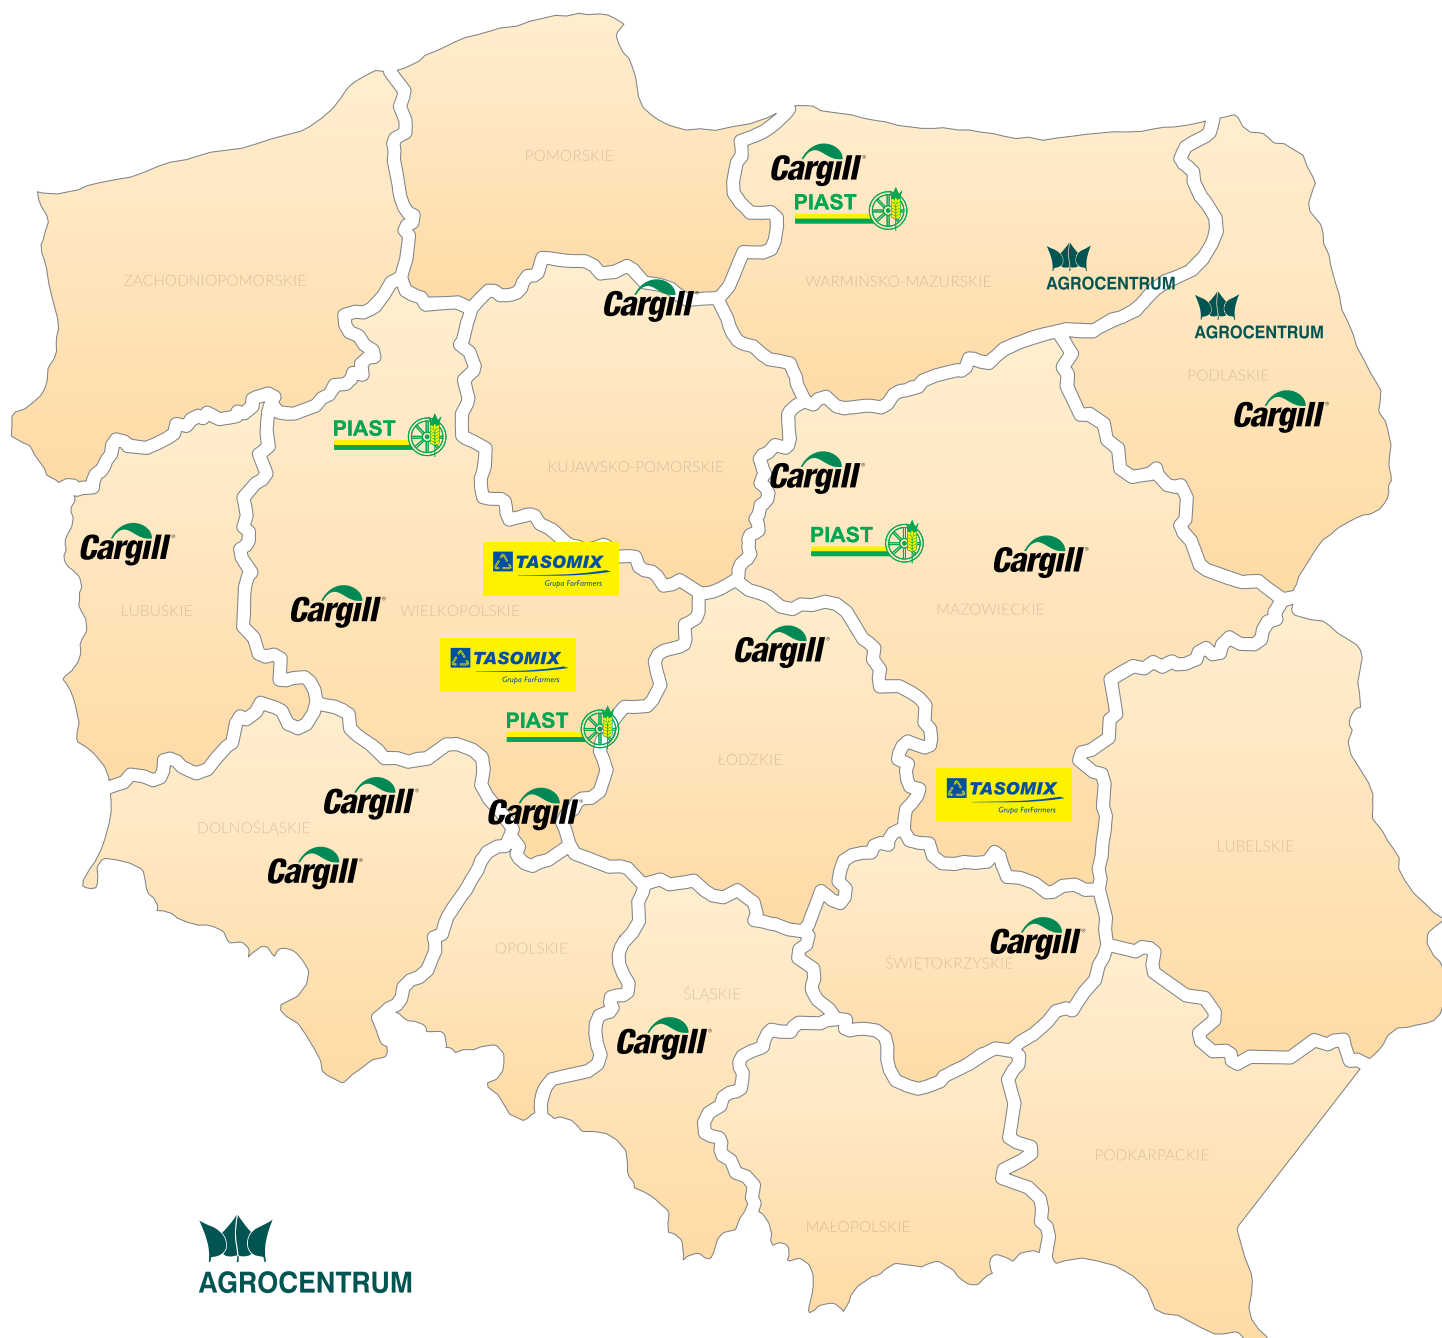 POMORSKIE
Cargill®
PIAST
ZACHODNIOPOMORSKIE
WARMIŃSKO-MAZURSKIE
AGROCENTRUM
Cargill®
AGROCENTRUM
PODLASKIE
Cargill®
PIAST
KUJAWSKO-POMORSKIE
Cargill®
PIAST
Cargill®
Cargill®
TASOMIX
Grupa ForFarmers
LUBUSKIE
Cargill®
WIELKOPOLSKIE
MAZOWIECKIE
Cargill®
TASOMIX
Grupa ForFarmers
PIAST
ŁÓDZKIE
TASOMIX
Grupa ForFarmers
Cargill®
Cargill®
DOLNOŚLĄSKIE
LUBELSKIE
Cargill®
OPOLSKIE
Cargill®
ŚWIĘTOKRZYSKIE
ŚLĄSKIE
Cargill®
PODKARPACKIE
MAŁOPOLSKIE
AGROCENTRUM